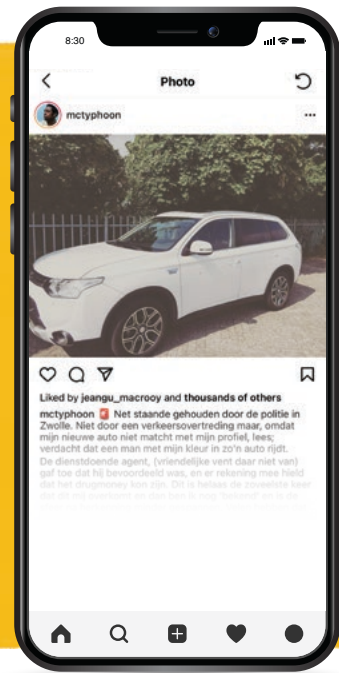 8:30
Photo
mctyphoon
Liked by jeangu_macrooy and thousands of others
mctyphoon 🚨 Net staande gehouden door de politie in
Zwolle. Niet door een verkeersovertreding maar, omdat
mijn nieuwe auto niet matcht met mijn profiel, lees;
verdacht dat een man met mijn kleur in zo'n auto rijdt.
De dienstdoende agent, (vriendelijke vent daar niet van)
gaf toe dat hij bevoordeeld was, en er rekening mee hield
dat het drugmoney kon zijn. Dit is helaas de zoveelste keer